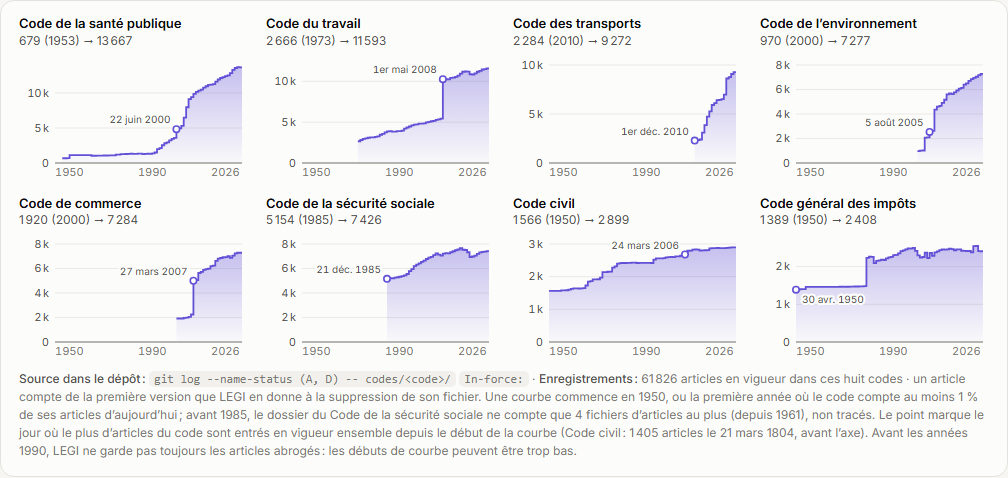 Code de la santé publique
679 (1953) → 13 667
10 k
5 k
0
22 juin 2000
1950 1990 2026
Code du travail
2 666 (1973) → 11 593
10 k
5 k
0
1er mai 2008
1950 1990 2026
Code des transports
2 284 (2010) → 9 272
10 k
5 k
0
1er déc. 2010
1950 1990 2026
Code de l’environnement
970 (2000) → 7 277
8 k
6 k
4 k
2 k
0
5 août 2005
1950 1990 2026
Code de commerce
1 920 (2000) → 7 284
8 k
6 k
4 k
2 k
0
27 mars 2007
1950 1990 2026
Code de la sécurité sociale
5 154 (1985) → 7 426
8 k
6 k
4 k
2 k
0
21 déc. 1985
1950 1990 2026
Code civil
1 566 (1950) → 2 899
3 k
2 k
1 k
0
24 mars 2006
1950 1990 2026
Code général des impôts
1 389 (1950) → 2 408
2 k
1 k
0
30 avr. 1950
1950 1990 2026
Source dans le dépôt : git log --name-status (A, D) -- codes/<code>/ In-force: · Enregistrements : 61 826 articles en vigueur dans ces huit codes · un article
compte de la première version que LEGI en donne à la suppression de son fichier. Une courbe commence en 1950, ou la première année où le code compte au moins 1 %
de ses articles d’aujourd’hui ; avant 1985, le dossier du Code de la sécurité sociale ne compte que 4 fichiers d’articles au plus (depuis 1961), non tracés. Le point marque le
jour où le plus d’articles du code sont entrés en vigueur ensemble depuis le début de la courbe (Code civil : 1 405 articles le 21 mars 1804, avant l’axe). Avant les années
1990, LEGI ne garde pas toujours les articles abrogés : les débuts de courbe peuvent être trop bas.